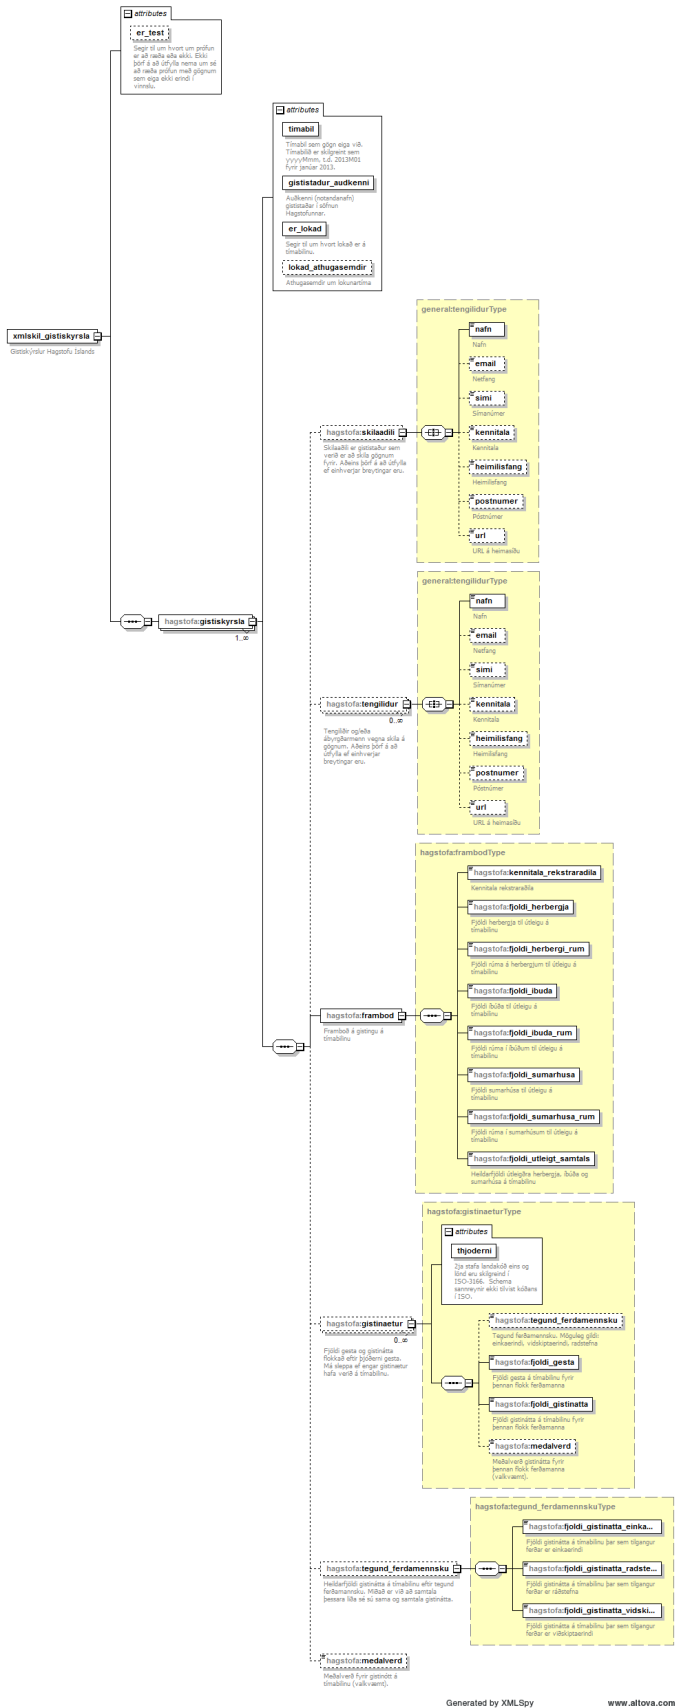 attributes
er_test
Segir til um hvort um prófun
er að ræða eða ekki. Ekki
þörf á að útfylla nema um sé
að ræða prófun með gögnum
sem eiga ekki erindi í
vinnslu.
attributes
timabil
Tímabil sem gögn eiga við.
Tímabilið er skilgreint sem
yyyyMmm, t.d. 2013M01
fyrir janúar 2013.
gististadur_audkenni
Auðkenni (notandanafn)
gististaðar í söfnun
Hagstofunnar.
er_lokad
Segir til um hvort lokað er á
tímabilinu.
lokad_athugasemdir
Athugasemdir um lokunartíma
xmlskil_gistiskyrsla
Gistiskýrslur Hagstofu Íslands
general:tengilidurType
nafn
Nafn
email
Netfang
simi
Símanúmer
hagstofa:skilaadili
Skilaaðili er gististaður sem
verið er að skila gögnum
fyrir. Aðeins þörf á að útfylla
ef einhverjar breytingar eru.
kennitala
Kennitala
heimilisfang
Heimilisfang
postnumer
Póstnúmer
url
URL á heimasíðu
hagstofa:gistiskyrsla
1..∞
general:tengilidurType
nafn
Nafn
email
Netfang
simi
Símanúmer
hagstofa:tengilidur
0..∞
Tengiliðir og/eða
ábyrgðarmenn vegna skila á
gögnum. Aðeins þörf á að
útfylla ef einhverjar
breytingar eru.
kennitala
Kennitala
heimilisfang
Heimilisfang
postnumer
Póstnúmer
url
URL á heimasíðu
hagstofa:frambodType
hagstofa:kennitala_rekstraradila
Kennitala rekstraraðila
hagstofa:fjoldi_herbergja
Fjöldi herbergja til útleigu á
tímabilinu
hagstofa:fjoldi_herbergi_rum
Fjöldi rúma á herbergjum til útleigu á
tímabilinu
hagstofa:fjoldi_ibuda
Fjöldi íbúða til útleigu á
tímabilinu
hagstofa:frambod
Framboð á gistingu á
tímabilinu
hagstofa:fjoldi_ibuda_rum
Fjöldi rúma í íbúðum til útleigu á
tímabilinu
hagstofa:fjoldi_sumarhusa
Fjöldi sumarhúsa til útleigu á
tímabilinu
hagstofa:fjoldi_sumarhusa_rum
Fjöldi rúma í sumarhúsum til útleigu á
tímabilinu
hagstofa:fjoldi_utleigt_samtals
Heildarfjöldi útleigðra herbergja, íbúða og
sumarhúsa á tímabilinu
hagstofa:gistinaeturType
attributes
thjoderni
2ja stafa landakóð eins og
lönd eru skilgreind í
ISO-3166. Schema
sannreynir ekki tilvist kóðans
í ISO.
hagstofa:gistinaetur
0..∞
Fjöldi gesta og gistinátta
flokkað eftir þjóðerni gesta.
Má sleppa ef engar gistinætur
hafa verið á tímabilinu.
hagstofa:tegund_ferdamennsku
Tegund ferðamennsku. Möguleg gildi:
einkaerindi, vidskiptaerindi, radstefna
hagstofa:fjoldi_gesta
Fjöldi gesta á tímabilinu fyrir
þennan flokk ferðamanna
hagstofa:fjoldi_gistinatta
Fjöldi gistinátta á tímabilinu fyrir
þennan flokk ferðamanna
hagstofa:medalverd
Meðalverð gistinátta fyrir
þennan flokk ferðamanna
(valkvæmt).
hagstofa:tegund_ferdamennskuType
hagstofa:fjoldi_gistinatta_einka...
Fjöldi gistinátta á tímabilinu þar sem tilgangur
ferðar er einkaerindi
hagstofa:tegund_ferdamennsku
Heildarfjöldi gistinátta á tímabilinu eftir tegund
ferðamannsku. Miðað er við að samtala
þessara liða sé sú sama og samtala gistinátta.
hagstofa:fjoldi_gistinatta_radste...
Fjöldi gistinátta á tímabilinu þar sem tilgangur
ferðar er ráðstefna
hagstofa:fjoldi_gistinatta_vidski...
Fjöldi gistinátta á tímabilinu þar sem tilgangur
ferðar er viðskiptaerindi
hagstofa:medalverd
Meðalverð fyrir gistinótt á
tímabilinu (valkvæmt).
Generated by XMLSpy
www.altova.com